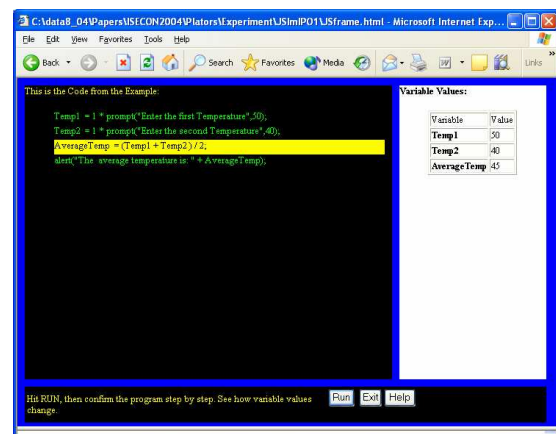 C:\data8_04\Papers\ISECON2004\Plators\Experiment\JSImIPO1\JSframe.html - Microsoft Internet Exp...
File Edit View Favorites Tools Help
Back Search Favorites Media Links »
This is the Code from the Example:
Temp1 = 1 * prompt("Enter the first Temperature",50);
Temp2 = 1 * prompt("Enter the second Temperature",40);
AverageTemp = (Temp1 + Temp2) / 2;
alert("The average temperature is: " + AverageTemp);
Variable Values:
Variable Value
Temp1 50
Temp2 40
AverageTemp 45
Hit RUN, then confirm the program step by step. See how variable values
change.
Run Exit Help